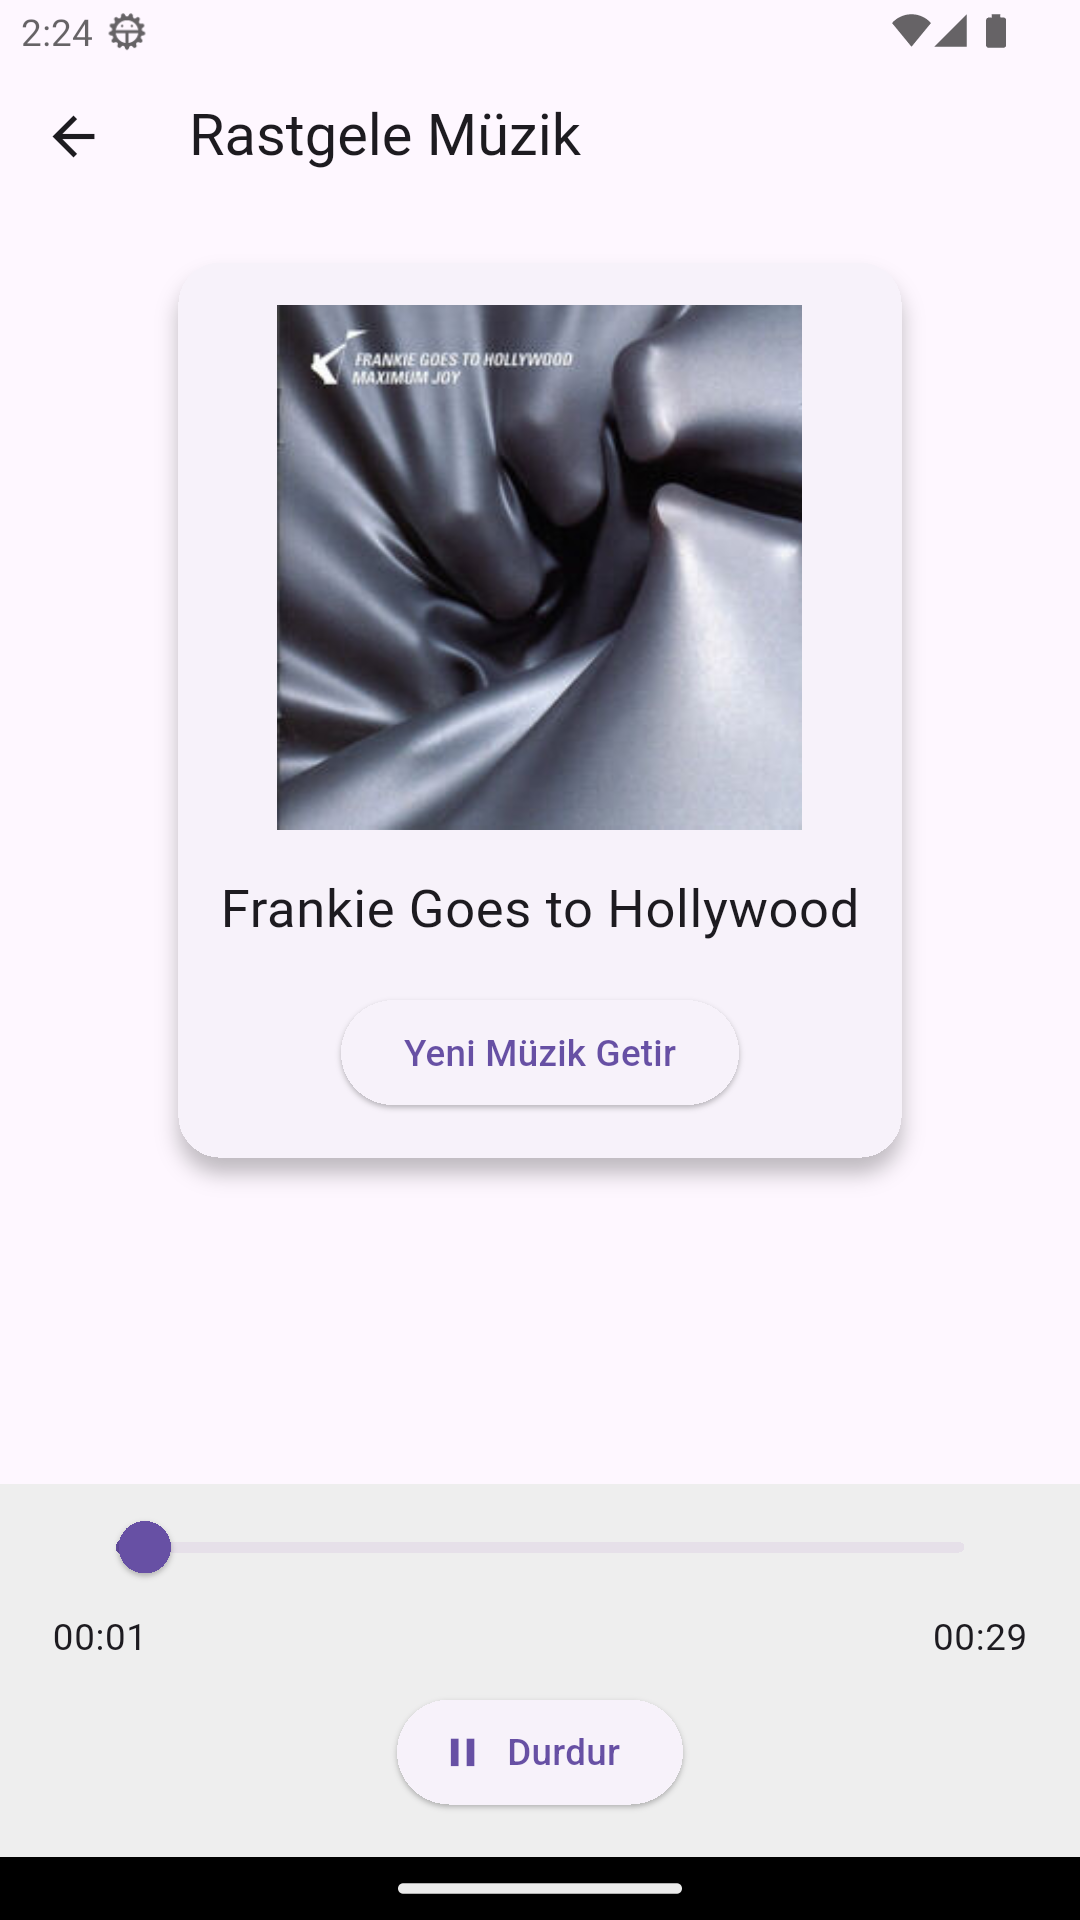 2:24
Rastgele Müzik
FRANKIE GOES TO HOLLYWOOD
MAXIMUM JOY
Frankie Goes to Hollywood
Yeni Müzik Getir
00:01
00:29
Durdur